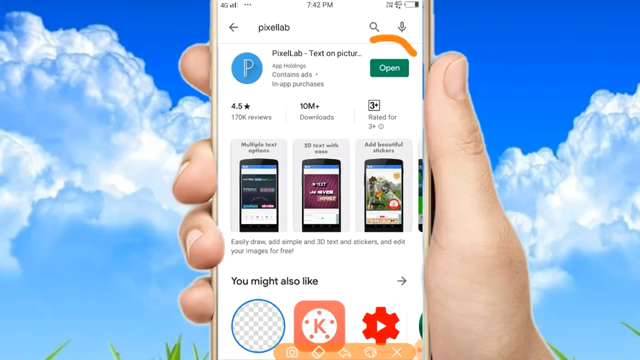 4G 7:42 PM 4G
pixellab
PixelLab - Text on pictur...
App Holdings
Contains ads •
In-app purchases
Open
4.5★ 10M+ 3+
170K reviews Downloads Rated for
3+
Multiple text
options
3D text with
ease
Add beautiful
stickers
Easily draw, add simple and 3D text and stickers, and edit
your images for free!
You might also like
K